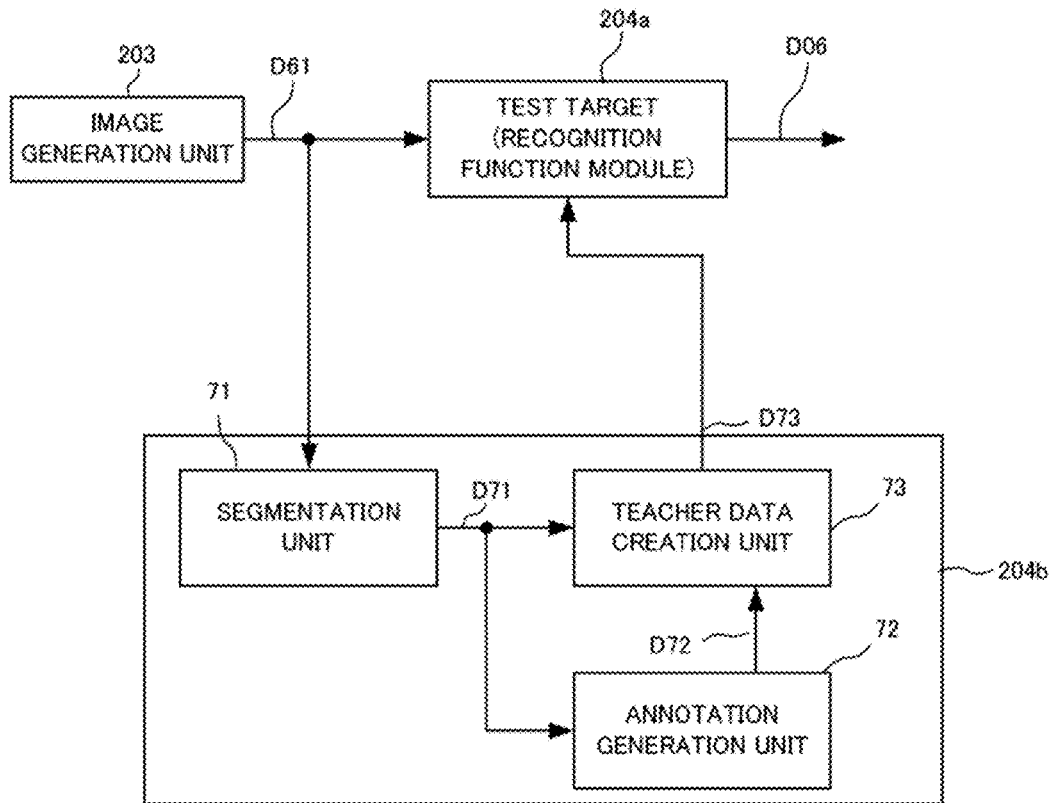 204a
203
D61
D06
IMAGE
GENERATION UNIT
TEST TARGET
(RECOGNITION
FUNCTION MODULE)
71
D73
SEGMENTATION
UNIT
D71
TEACHER DATA
CREATION UNIT
73
204b
D72
72
ANNOTATION
GENERATION UNIT